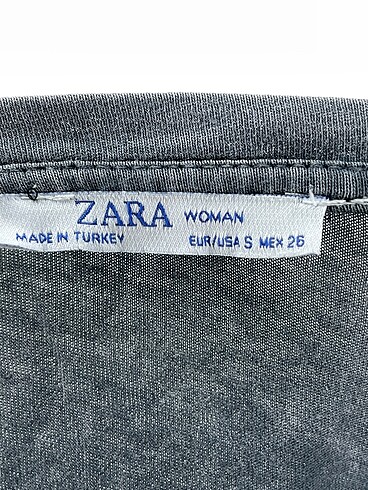 ZARA WOMAN
MADE IN TURKEY EUR/USA S MEX 26